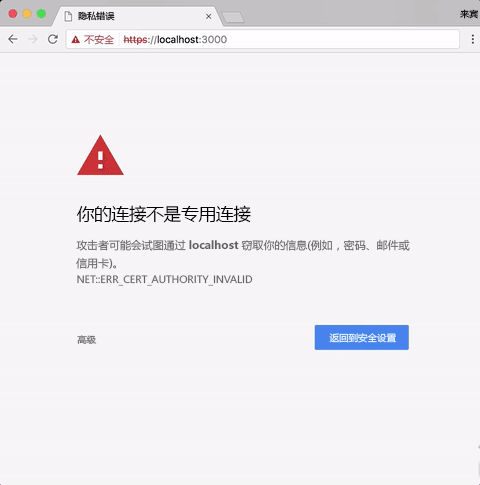 隐私错误
来宾
不安全 https://localhost:3000
你的连接不是专用连接
攻击者可能会试图通过 localhost 窃取你的信息(例如，密码、邮件或
信用卡)。
NET::ERR_CERT_AUTHORITY_INVALID
高级
返回到安全设置